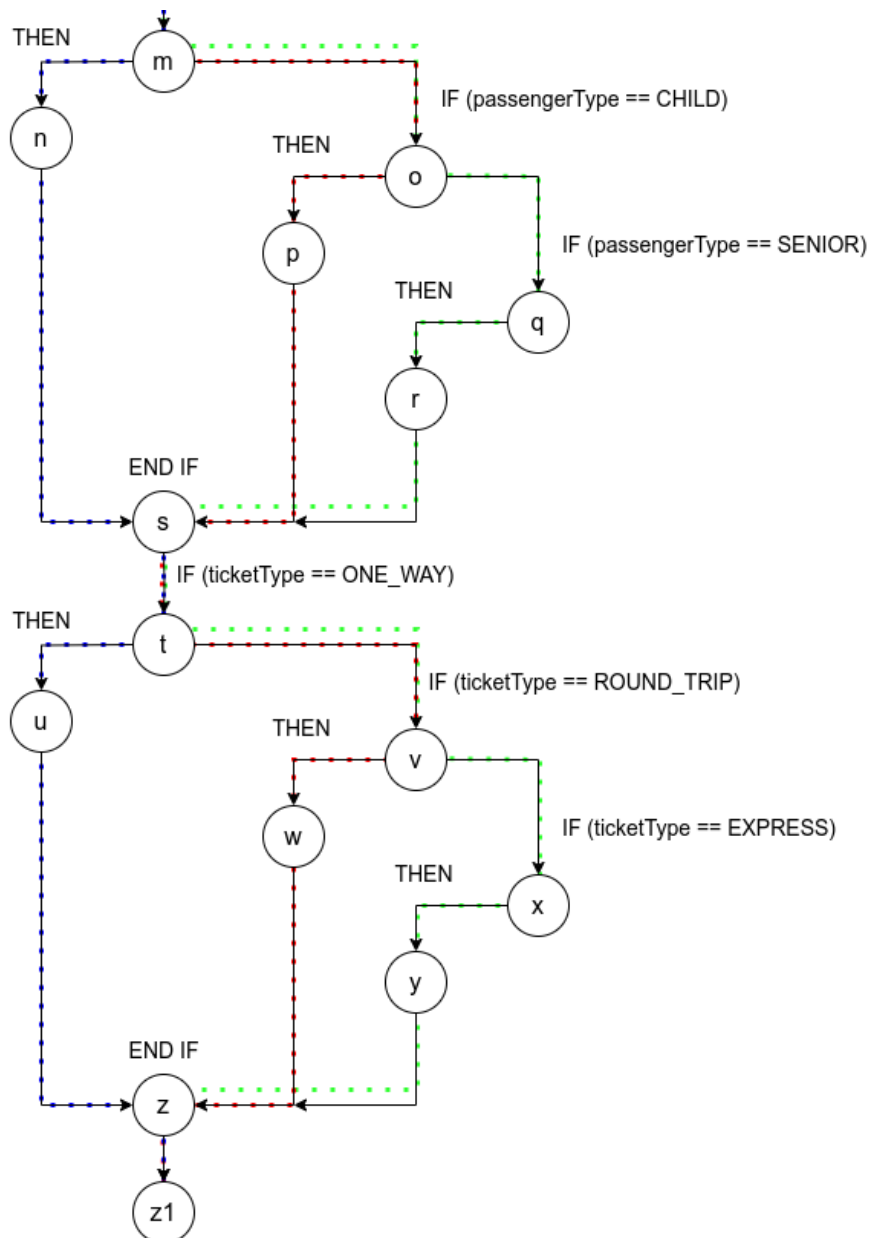 THEN
m
IF (passengerType == CHILD)
n
THEN
o
p
IF (passengerType == SENIOR)
THEN
q
r
END IF
s
IF (ticketType == ONE_WAY)
THEN
t
IF (ticketType == ROUND_TRIP)
u
THEN
v
IF (ticketType == EXPRESS)
w
THEN
x
y
END IF
z
z1